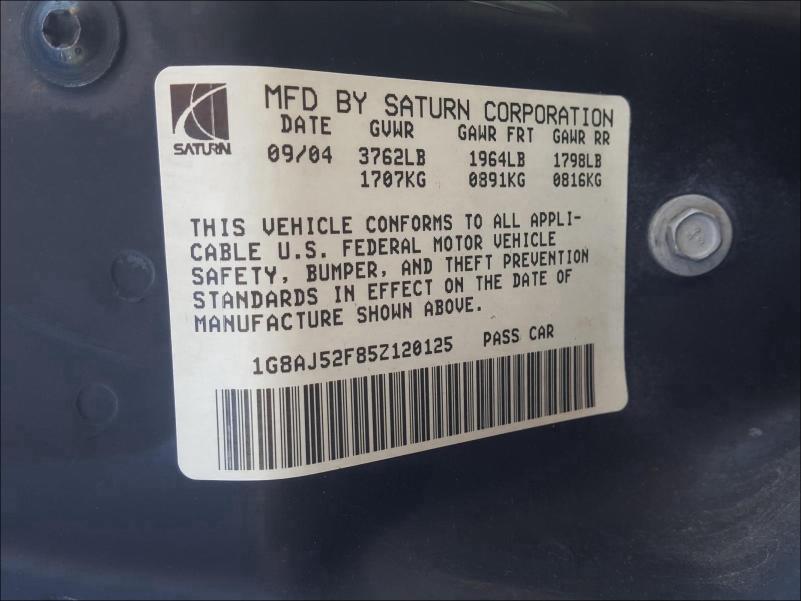 MFD BY SATURN CORPORATION
DATE GVWR GAWR FRT GAWR RR
SATURN 09/04 3762LB 1964LB 1798LB
1707KG 0891KG 0816KG
THIS VEHICLE CONFORMS TO ALL APPLI-
CABLE U.S. FEDERAL MOTOR VEHICLE
SAFETY, BUMPER, AND THEFT PREVENTION
STANDARDS IN EFFECT ON THE DATE OF
MANUFACTURE SHOWN ABOVE.
1G8AJ52F85Z120125 PASS CAR